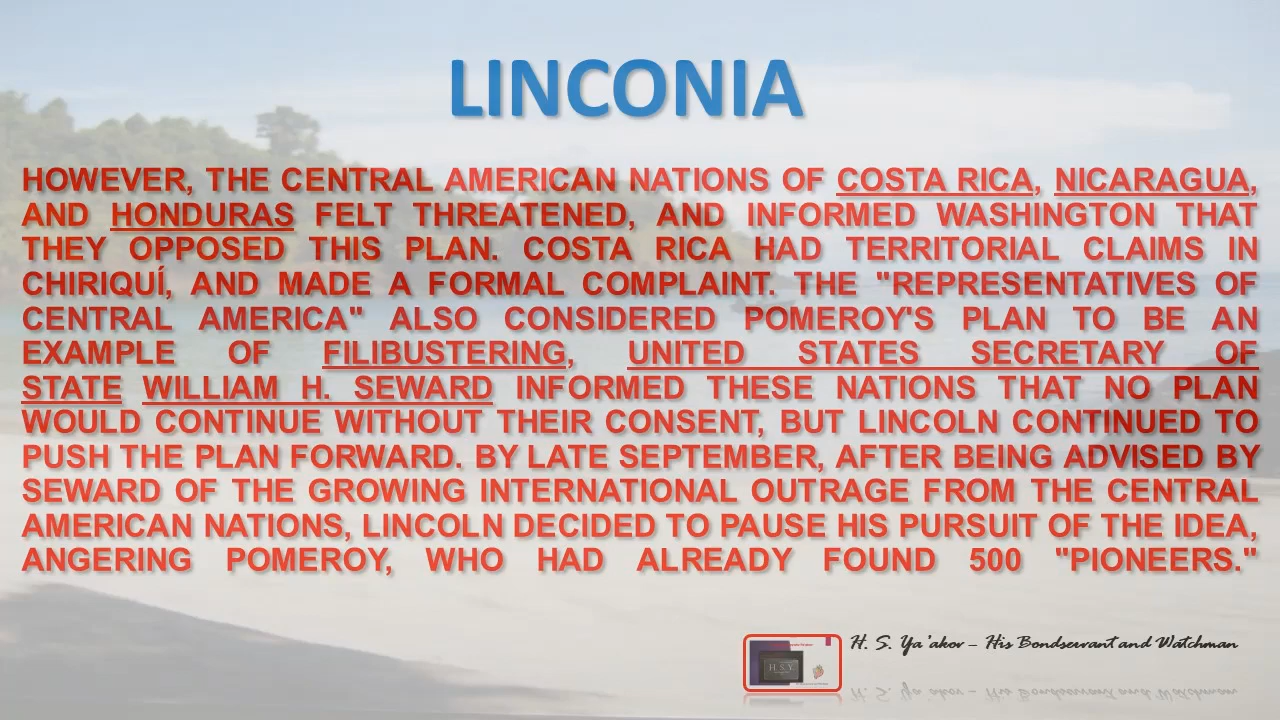 LINCONIA
HOWEVER, THE CENTRAL AMERICAN NATIONS OF COSTA RICA, NICARAGUA,
AND HONDURAS FELT THREATENED, AND INFORMED WASHINGTON THAT
THEY OPPOSED THIS PLAN. COSTA RICA HAD TERRITORIAL CLAIMS IN
CHIRIQUÍ, AND MADE A FORMAL COMPLAINT. THE "REPRESENTATIVES OF
CENTRAL AMERICA" ALSO CONSIDERED POMEROY'S PLAN TO BE AN
EXAMPLE OF FILIBUSTERING, UNITED STATES SECRETARY OF
STATE WILLIAM H. SEWARD INFORMED THESE NATIONS THAT NO PLAN
WOULD CONTINUE WITHOUT THEIR CONSENT, BUT LINCOLN CONTINUED TO
PUSH THE PLAN FORWARD. BY LATE SEPTEMBER, AFTER BEING ADVISED BY
SEWARD OF THE GROWING INTERNATIONAL OUTRAGE FROM THE CENTRAL
AMERICAN NATIONS, LINCOLN DECIDED TO PAUSE HIS PURSUIT OF THE IDEA,
ANGERING POMEROY, WHO HAD ALREADY FOUND 500 "PIONEERS."
H. S. Ya'akov – His Bondservant and Watchman
H.S.Y.